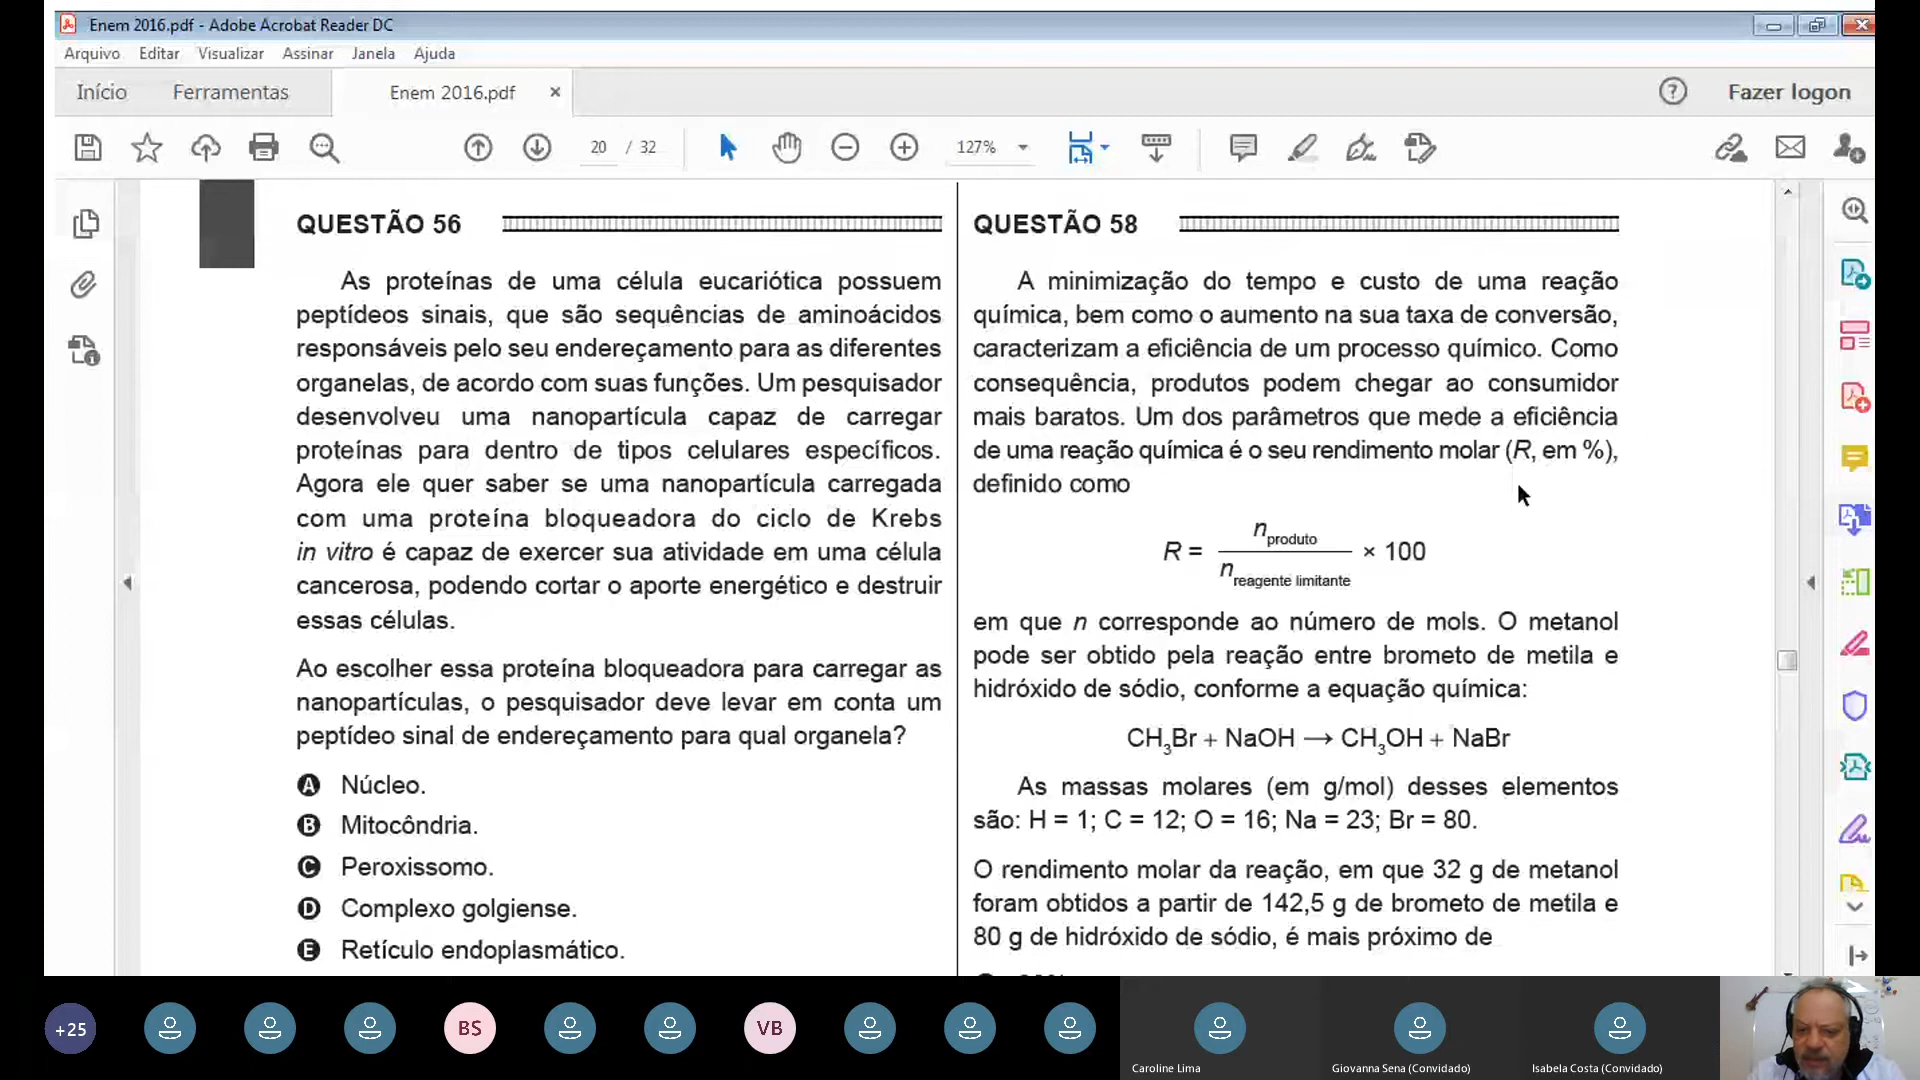 Enem 2016.pdf - Adobe Acrobat Reader DC
Arquivo Editar Visualizar Assinar Janela Ajuda
Início Ferramentas Enem 2016.pdf × Fazer logon
20 / 32 127%
QUESTÃO 56
As proteínas de uma célula eucariótica possuem
peptídeos sinais, que são sequências de aminoácidos
responsáveis pelo seu endereçamento para as diferentes
organelas, de acordo com suas funções. Um pesquisador
desenvolveu uma nanopartícula capaz de carregar
proteínas para dentro de tipos celulares específicos.
Agora ele quer saber se uma nanopartícula carregada
com uma proteína bloqueadora do ciclo de Krebs
in vitro é capaz de exercer sua atividade em uma célula
cancerosa, podendo cortar o aporte energético e destruir
essas células.
Ao escolher essa proteína bloqueadora para carregar as
nanopartículas, o pesquisador deve levar em conta um
peptídeo sinal de endereçamento para qual organela?
A Núcleo.
B Mitocôndria.
C Peroxissomo.
D Complexo golgiense.
E Retículo endoplasmático.
QUESTÃO 58
A minimização do tempo e custo de uma reação
química, bem como o aumento na sua taxa de conversão,
caracterizam a eficiência de um processo químico. Como
consequência, produtos podem chegar ao consumidor
mais baratos. Um dos parâmetros que mede a eficiência
de uma reação química é o seu rendimento molar (R, em %),
definido como
R = n produto / n reagente limitante × 100
em que n corresponde ao número de mols. O metanol
pode ser obtido pela reação entre brometo de metila e
hidróxido de sódio, conforme a equação química:
CH3Br + NaOH → CH3OH + NaBr
As massas molares (em g/mol) desses elementos
são: H = 1; C = 12; O = 16; Na = 23; Br = 80.
O rendimento molar da reação, em que 32 g de metanol
foram obtidos a partir de 142,5 g de brometo de metila e
80 g de hidróxido de sódio, é mais próximo de
+25 BS VB
Caroline Lima
Giovanna Sena (Convidado)
Isabela Costa (Convidado)